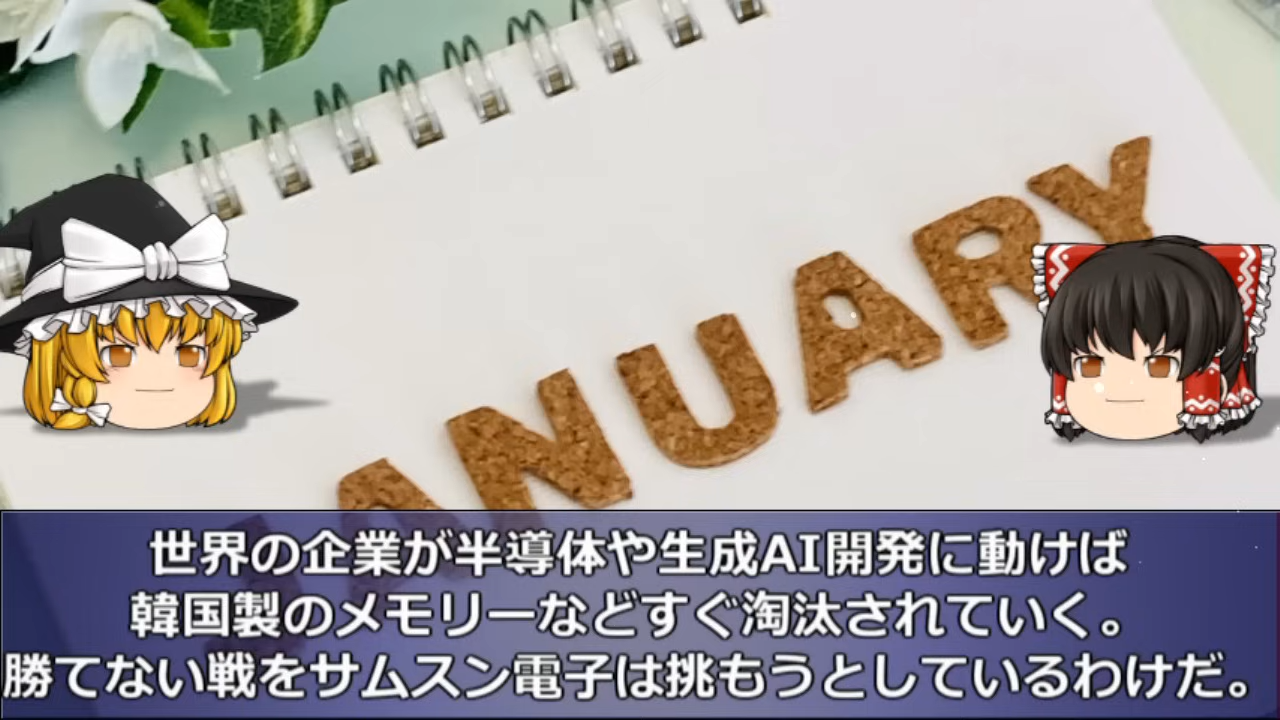 JANUARY
世界の企業が半導体や生成AI開発に動けば
韓国製のメモリーなどすぐ淘汰されていく。
勝てない戦をサムスン電子は挑もうとしているわけだ。